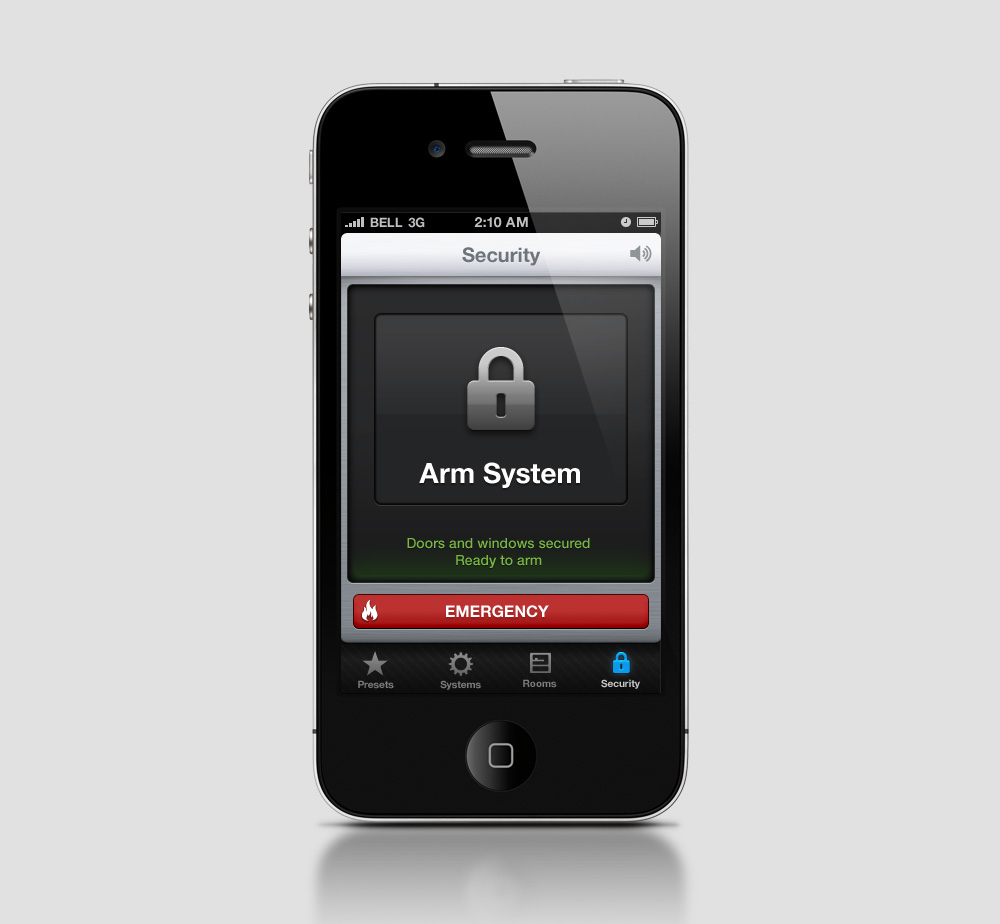 BELL 3G 2:10 AM
Security
Arm System
Doors and windows secured
Ready to arm
EMERGENCY
Presets Systems Rooms Security